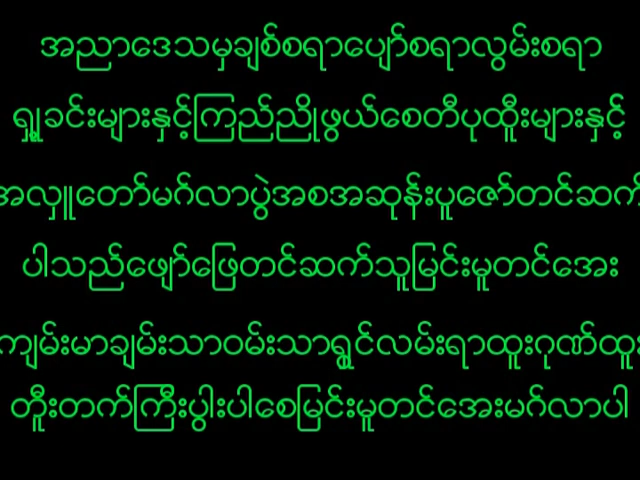 အညာဒေသမှချစ်စရာပျော်စရာလွမ်းစရာ
ရှုခင်းများနှင့်ကြည်ညိုဖွယ်စေတီပုထိုးများနှင့်
အလှူတော်မင်္ဂလာပွဲအစအဆုန်းပူဇော်တင်ဆက်
ပါသည်ဖျော်ဖြေတင်ဆက်သူမြင်းမူတင်အေး
ကျမ်းမာချမ်းသာဝမ်းသာရွှင်လမ်းရာထူးဂုဏ်ထူး
တိူးတက်ကြီးပွါးပါစေမြင်းမူတင်အေးမင်္ဂလာပါ